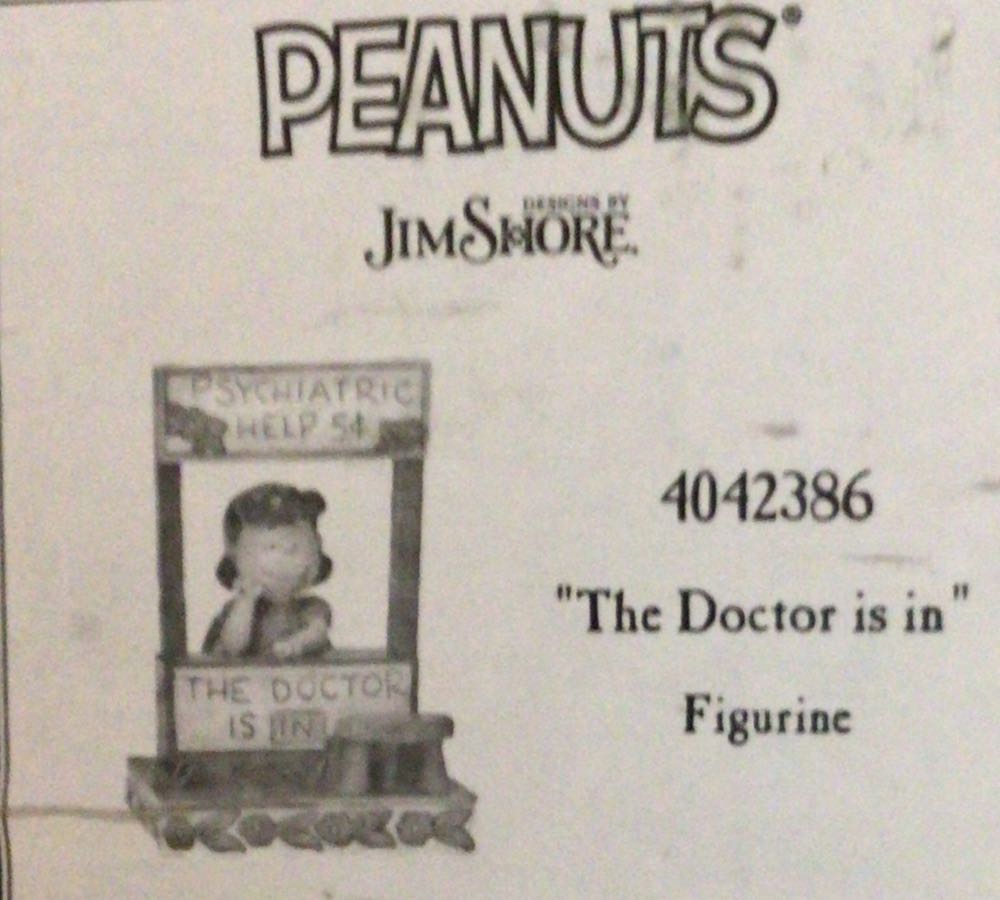 PEANUTS®
DESIGNS BY
JIM SHORE.
PSYCHIATRIC
HELP 5¢
4042386
"The Doctor is in"
THE DOCTOR
IS IN
Figurine